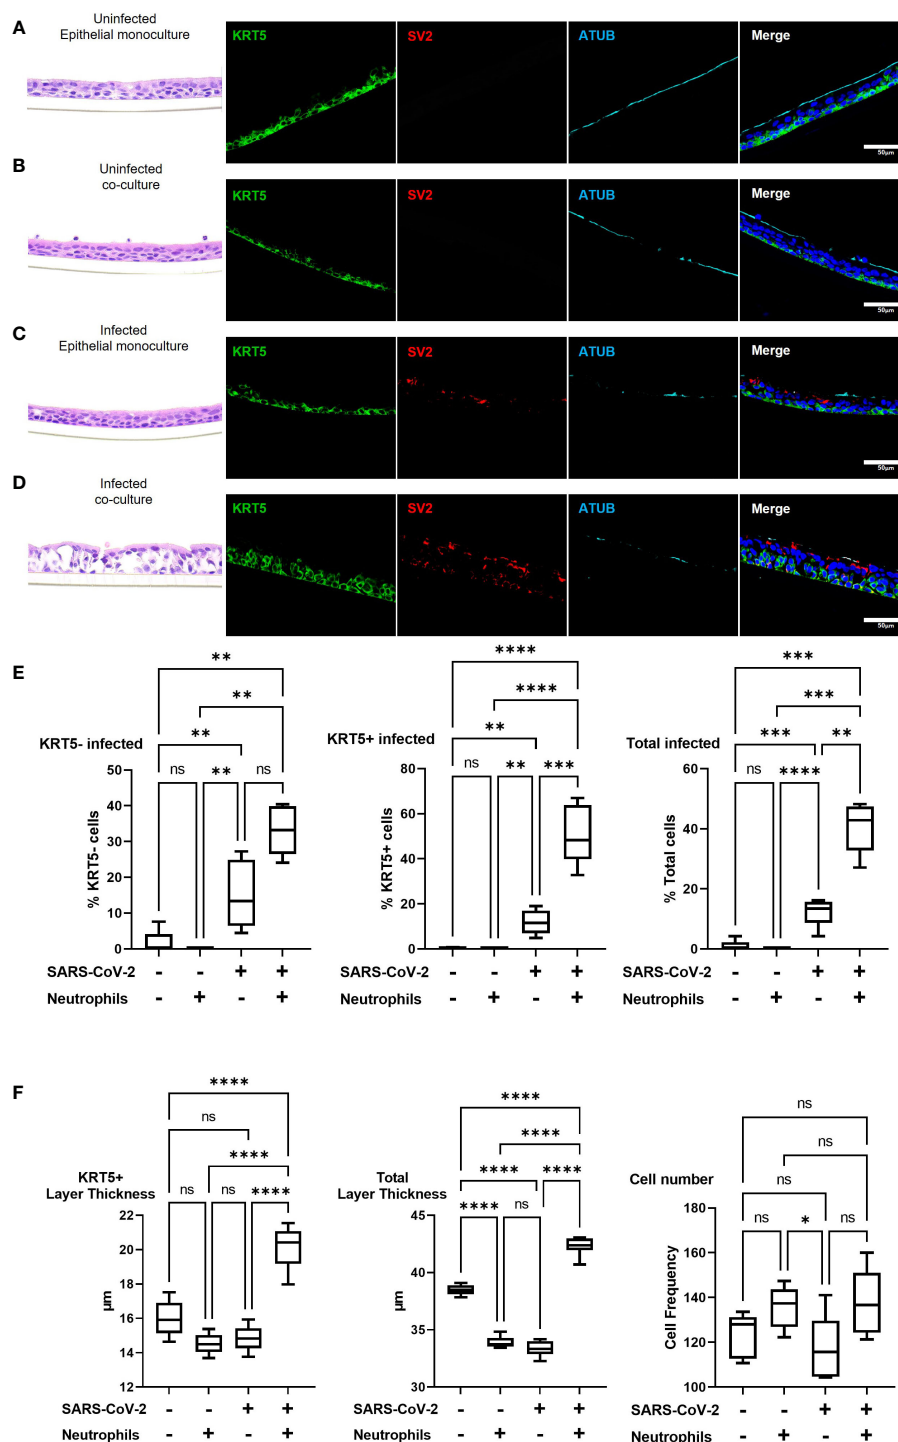 A
Uninfected
Epithelial monoculture
KRT5
SV2
ATUB
Merge
50µm
B
Uninfected
co-culture
KRT5
SV2
ATUB
Merge
50µm
C
Infected
Epithelial monoculture
KRT5
SV2
ATUB
Merge
50µm
D
Infected
co-culture
KRT5
SV2
ATUB
Merge
50µm
E
KRT5- infected
**
**
**
ns
**
ns
% KRT5- cells
50
40
30
20
10
0
SARS-CoV-2 - - + +
Neutrophils - + - +
KRT5+ infected
****
****
**
ns
**
***
% KRT5+ cells
80
60
40
20
0
SARS-CoV-2 - - + +
Neutrophils - + - +
Total infected
***
***
***
**
ns
****
% Total cells
60
40
20
0
SARS-CoV-2 - - + +
Neutrophils - + - +
F
KRT5+
Layer Thickness
****
ns
****
ns
ns
****
µm
22
20
18
16
14
12
SARS-CoV-2 - - + +
Neutrophils - + - +
Total
Layer Thickness
****
****
****
****
****
ns
µm
45
40
35
30
SARS-CoV-2 - - + +
Neutrophils - + - +
Cell number
ns
ns
ns
ns
*
ns
Cell Frequency
180
160
140
120
100
SARS-CoV-2 - - + +
Neutrophils - + - +